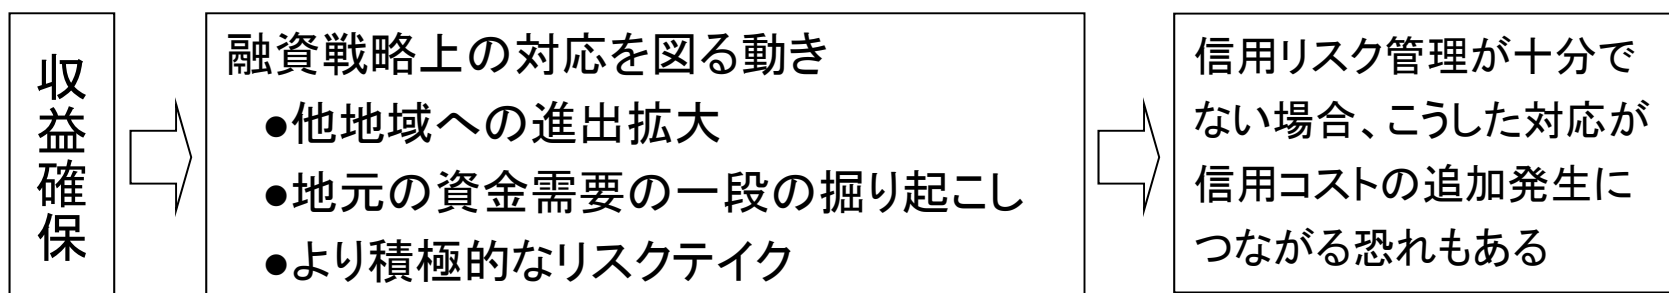 収益確保
融資戦略上の対応を図る動き
●他地域への進出拡大
●地元の資金需要の一段の掘り起こし
●より積極的なリスクテイク
信用リスク管理が十分で
ない場合、こうした対応が
信用コストの追加発生に
つながる恐れもある